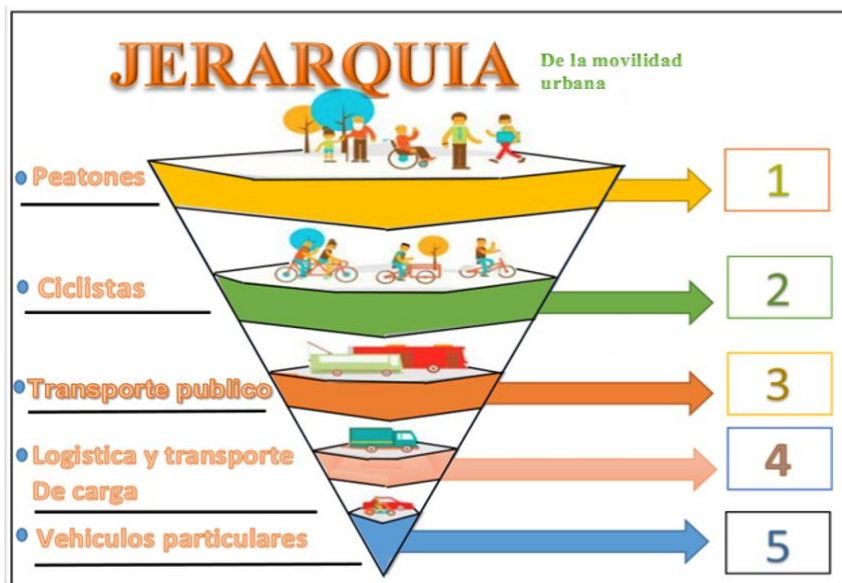 JERARQUIA
De la movilidad
urbana
Peatones
1
Ciclistas
2
Transporte publico
3
Logistica y transporte
De carga
4
Vehiculos particulares
5